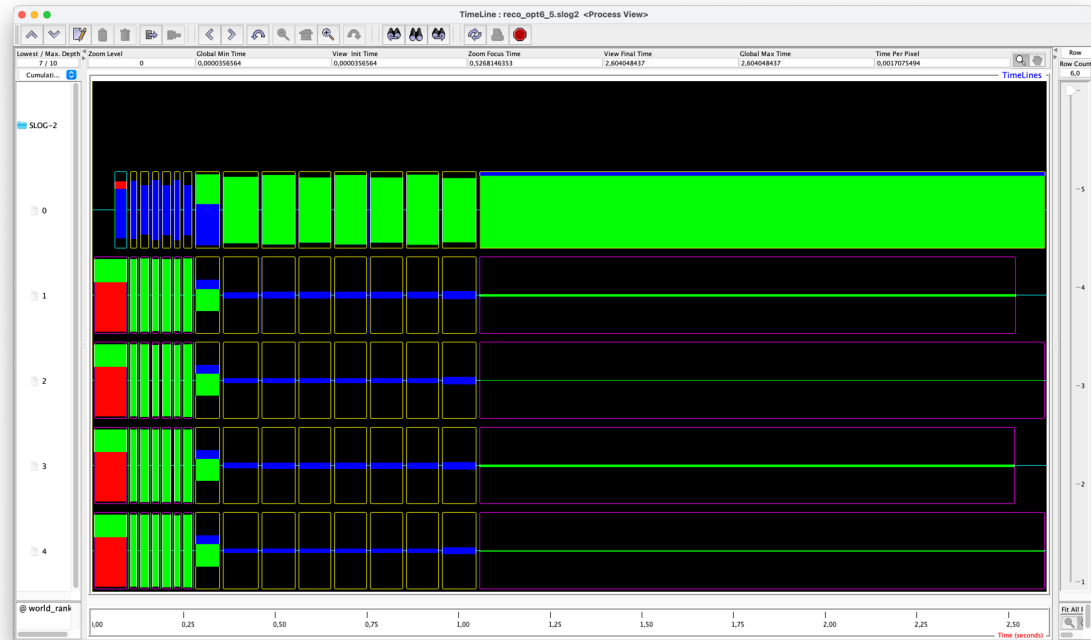 TimeLine : reco_opt6_5.slog2 <Process View>
Lowest / Max. Depth Zoom Level Global Min Time View Init Time Zoom Focus Time View Final Time Global Max Time Time Per Pixel
7 / 10 0 0,0000356564 0,0000356564 0,5268146353 2,604048437 2,604048437 0,0017075494
Row
Row Count
6,0
Cumulati...
TimeLines
SLOG-2
0
1
2
3
4
5
4
3
2
1
@ world_rank
Fit All
1,00 0,25 0,50 0,75 1,00 1,25 1,50 1,75 2,00 2,25 2,50
Time (seconds)